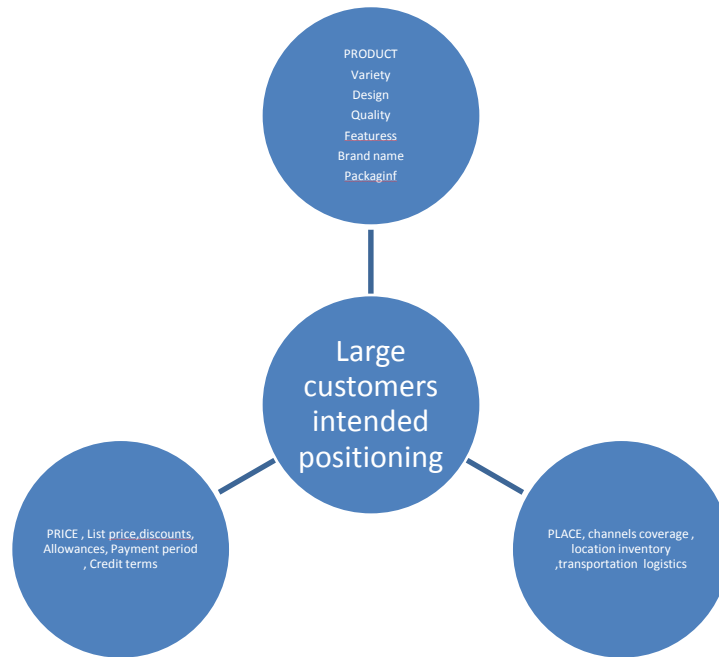 PRODUCT
Variety
Design
Quality
Featuress
Brand name
Packaginf
Large
customers
intended
positioning
PRICE , List price,discounts,
Allowances, Payment period
, Credit terms
PLACE, channels coverage ,
location inventory
,transportation logistics